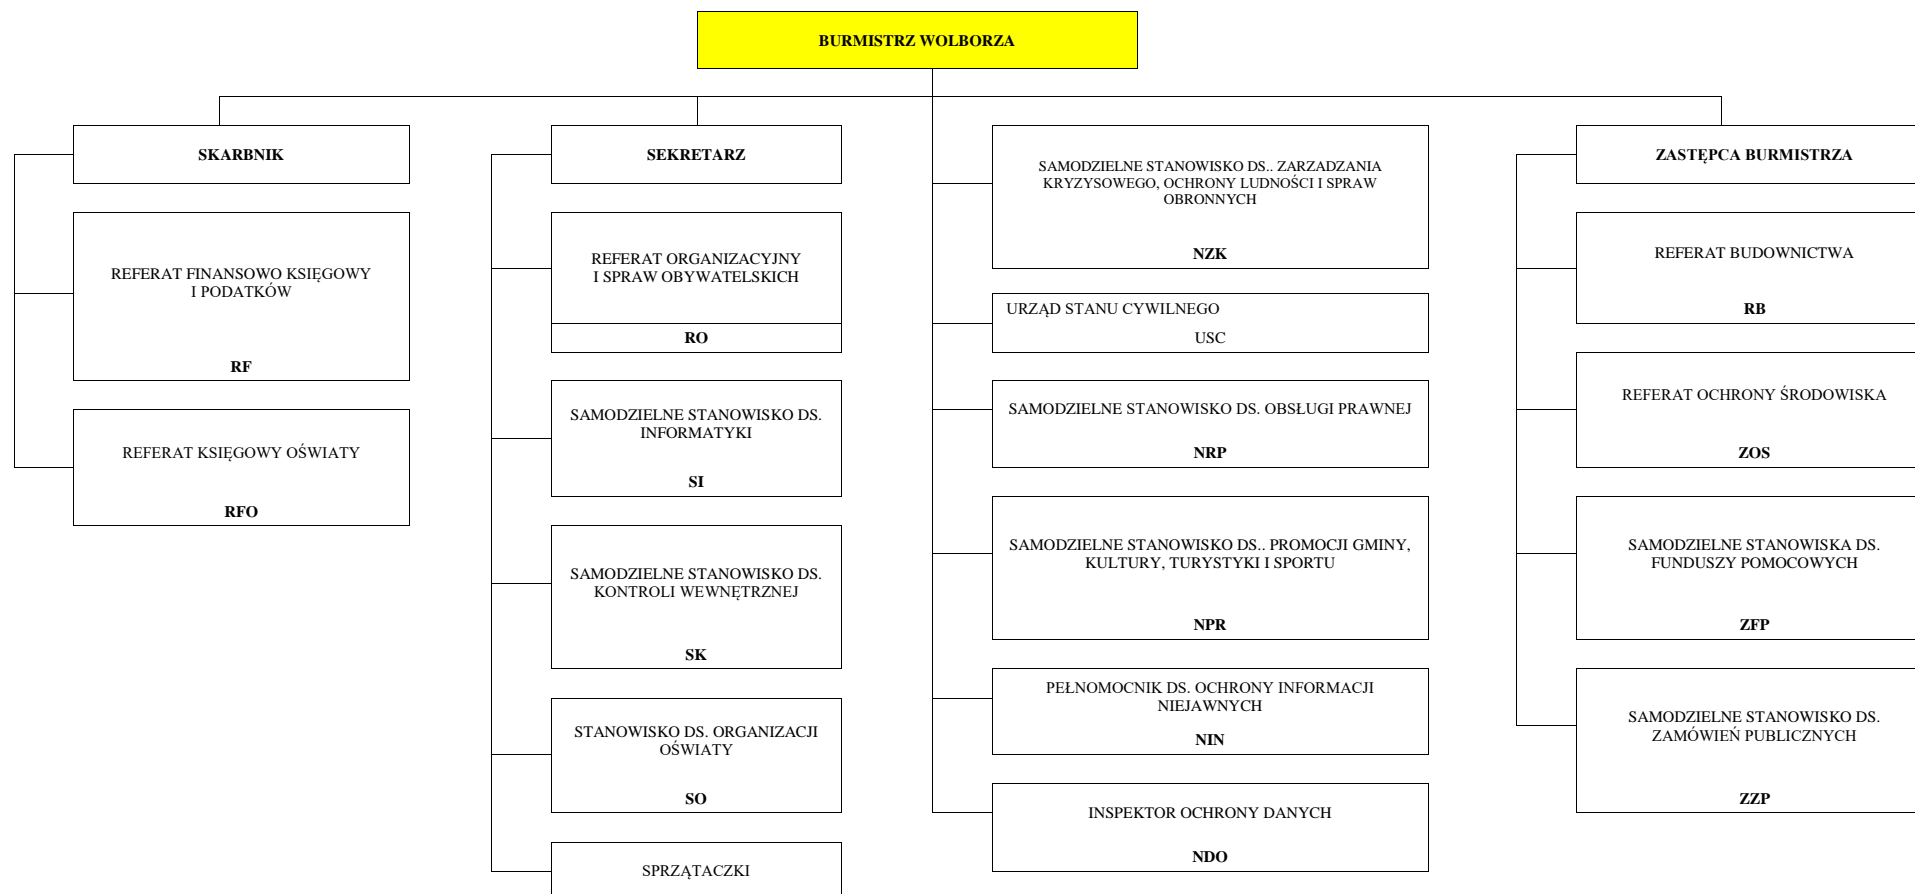 BURMISTRZ WOLBORZA
SKARBNIK
REFERAT FINANSOWO KSIĘGOWY
I PODATKÓW
RF
REFERAT KSIĘGOWY OŚWIATY
RFO
SEKRETARZ
REFERAT ORGANIZACYJNY
I SPRAW OBYWATELSKICH
RO
SAMODZIELNE STANOWISKO DS.
INFORMATYKI
SI
SAMODZIELNE STANOWISKO DS.
KONTROLI WEWNĘTRZNEJ
SK
STANOWISKO DS. ORGANIZACJI
OŚWIATY
SO
SPRZĄTACZKI
SAMODZIELNE STANOWISKO DS.. ZARZADZANIA
KRYZYSOWEGO, OCHRONY LUDNOŚCI I SPRAW
OBRONNYCH
NZK
URZĄD STANU CYWILNEGO
USC
SAMODZIELNE STANOWISKO DS. OBSŁUGI PRAWNEJ
NRP
SAMODZIELNE STANOWISKO DS.. PROMOCJI GMINY,
KULTURY, TURYSTYKI I SPORTU
NPR
PEŁNOMOCNIK DS. OCHRONY INFORMACJI
NIEJAWNYCH
NIN
INSPEKTOR OCHRONY DANYCH
NDO
ZASTĘPCA BURMISTRZA
REFERAT BUDOWNICTWA
RB
REFERAT OCHRONY ŚRODOWISKA
ZOS
SAMODZIELNE STANOWISKA DS.
FUNDUSZY POMOCOWYCH
ZFP
SAMODZIELNE STANOWISKO DS.
ZAMÓWIEŃ PUBLICZNYCH
ZZP